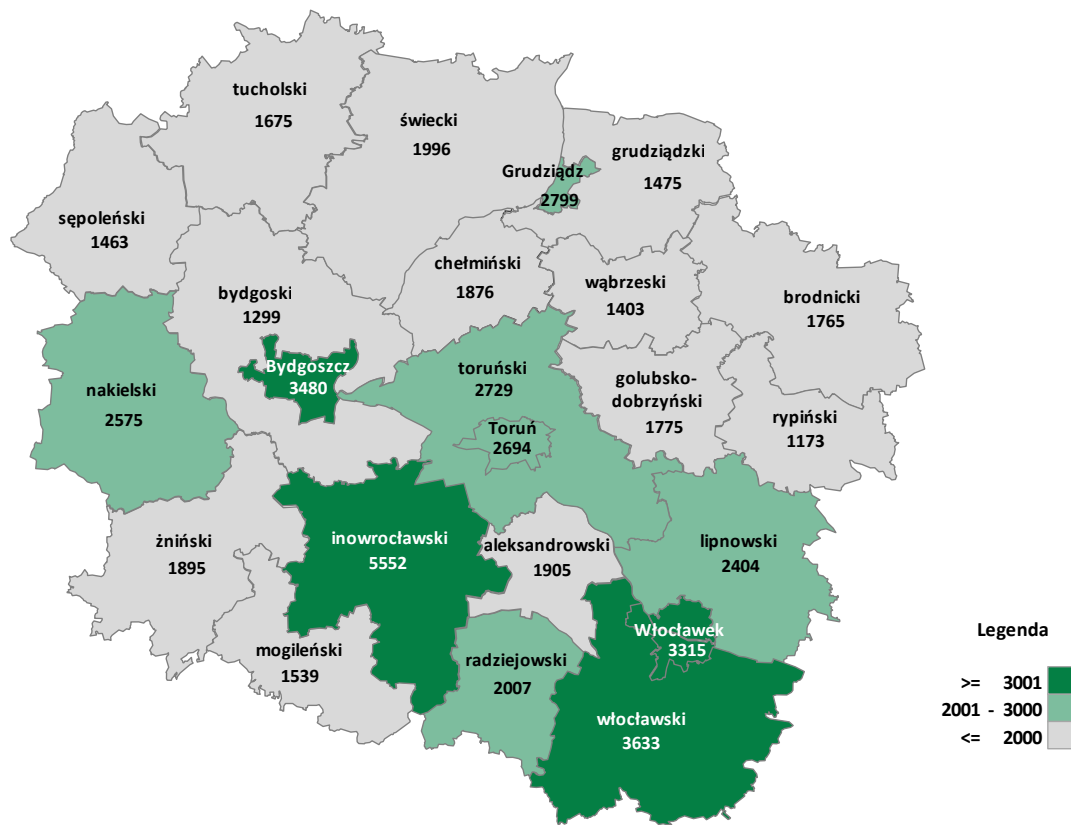 tucholski
1675
świecki
1996
grudziądzki
1475
Grudziądz
2799
sępoleński
1463
chełmiński
1876
wąbrzeski
1403
brodnicki
1765
bydgoski
1299
Bydgoszcz
3480
toruński
2729
golubsko-
dobrzyński
1775
nakielski
2575
rypiński
1173
Toruń
2694
inowrocławski
5552
aleksandrowski
1905
lipnowski
2404
żniński
1895
mogileński
1539
radziejowski
2007
Włocławek
3315
włocławski
3633
Legenda
>= 3001
2001 - 3000
<= 2000